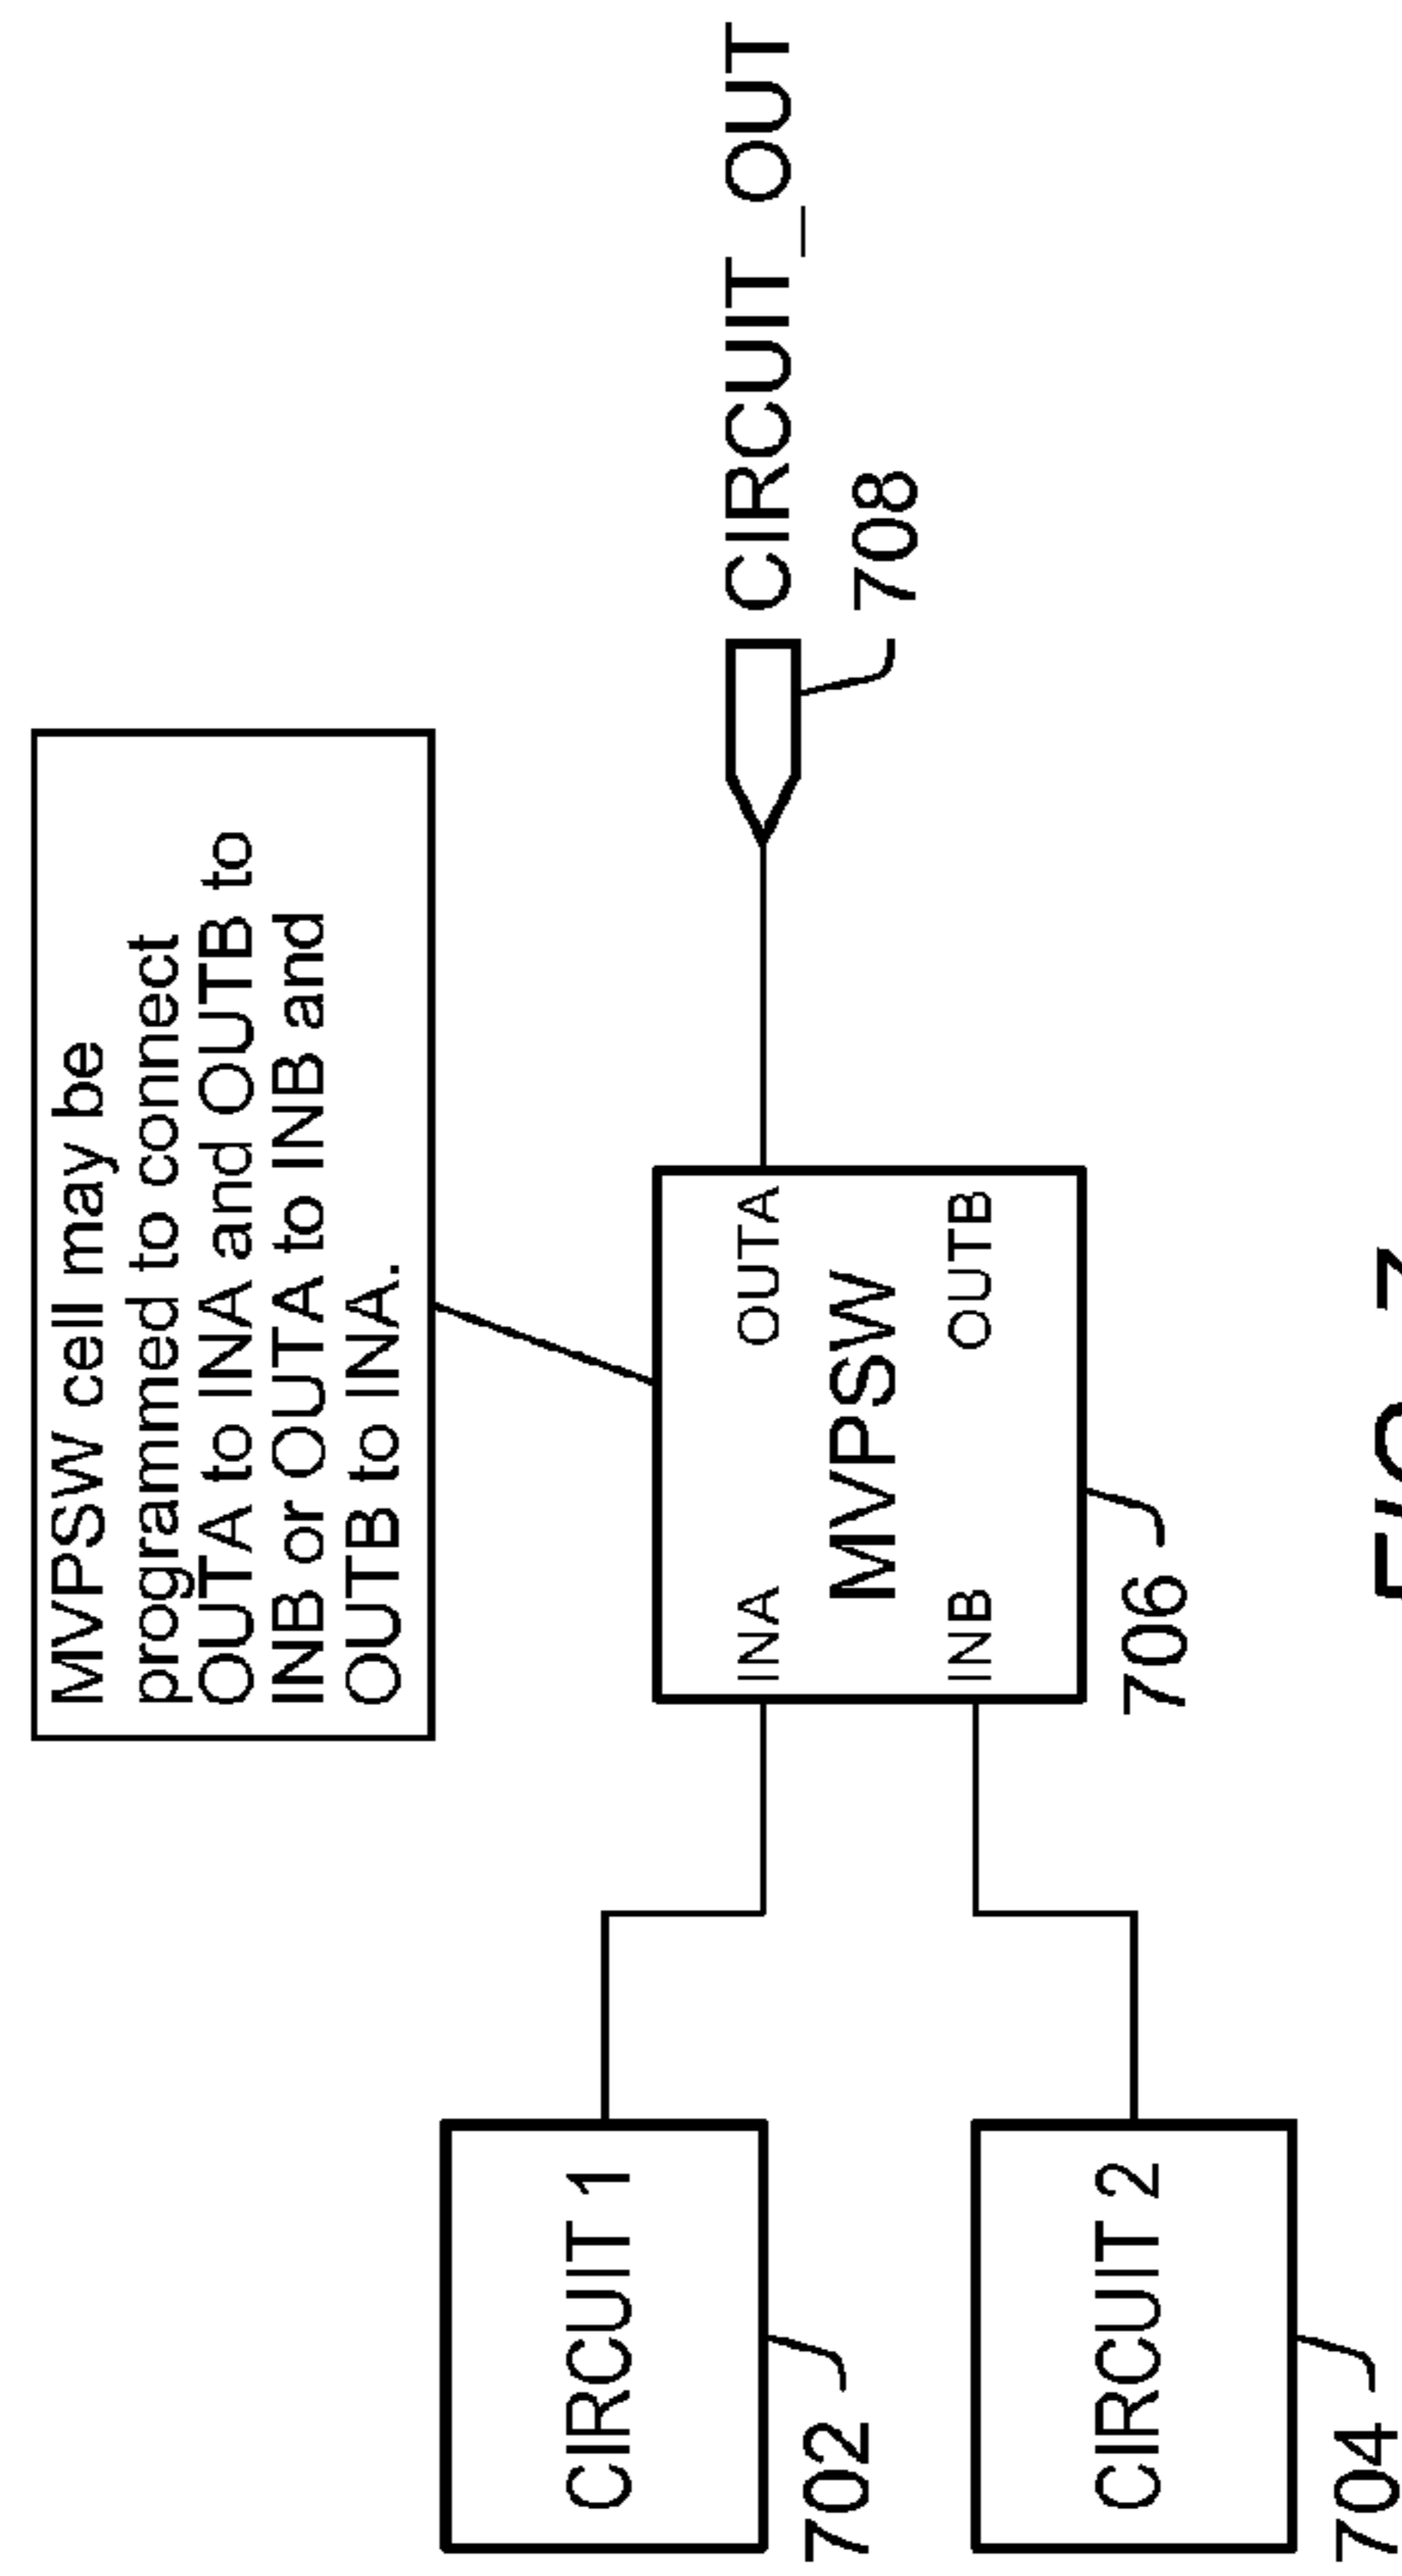 MVPSW cell may be
programmed to connect
OUTA to INA and OUTB to
INB or OUTA to INB and
OUTB to INA.
CIRCUIT 1
702
CIRCUIT 2
704
INA
OUTA
MVPSW
INB
OUTB
706
CIRCUIT_OUT
708